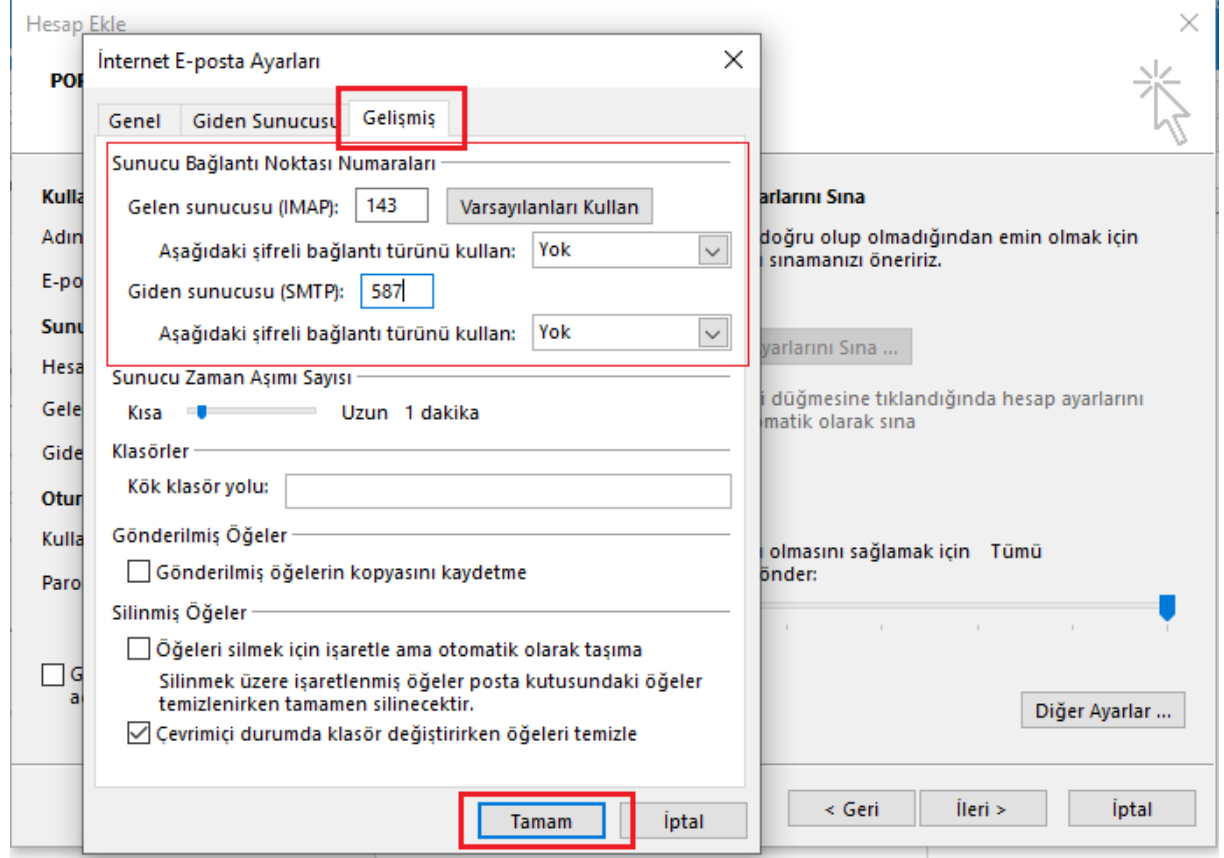 Hesap Ekle
İnternet E-posta Ayarları
Genel Giden Sunucusu Gelişmiş
Sunucu Bağlantı Noktası Numaraları
Gelen sunucusu (IMAP): 143 Varsayılanları Kullan
Aşağıdaki şifreli bağlantı türünü kullan: Yok
Giden sunucusu (SMTP): 587
Aşağıdaki şifreli bağlantı türünü kullan: Yok
Sunucu Zaman Aşımı Sayısı
Kısa Uzun 1 dakika
Klasörler
Kök klasör yolu:
Gönderilmiş Öğeler
Gönderilmiş öğelerin kopyasını kaydetme
Silinmiş Öğeler
Öğeleri silmek için işaretle ama otomatik olarak taşıma
Silinmek üzere işaretlenmiş öğeler posta kutusundaki öğeler
temizlenirken tamamen silinecektir.
Çevrimiçi durumda klasör değiştirirken öğeleri temizle
Tamam İptal
PO
Kulla
Adın
E-po
Sunu
Hesa
Gele
Gide
Otur
Kulla
Paro
G
a
arlarını Sına
doğru olup olmadığından emin olmak için
sınamanızı öneririz.
yarlarını Sına ...
i düğmesine tıklandığında hesap ayarlarını
omatik olarak sına
olmasını sağlamak için Tümü
önder:
Diğer Ayarlar ...
< Geri İleri > İptal